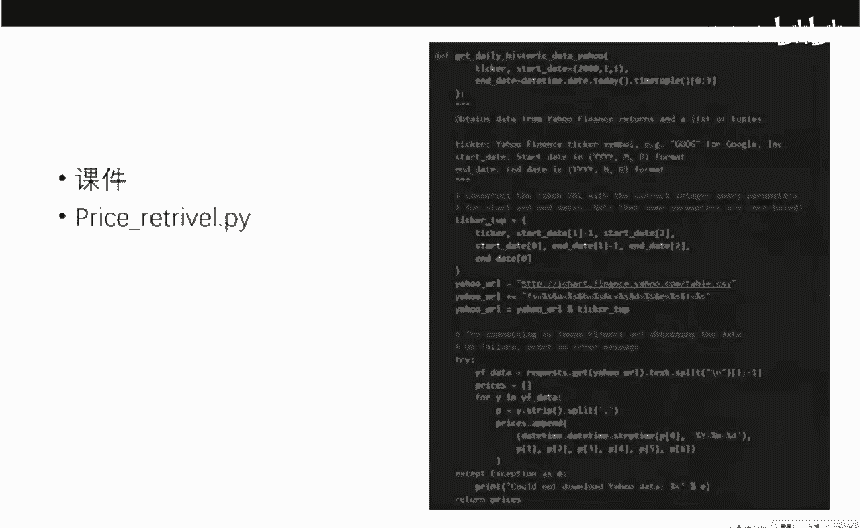 • 课件
• Price_retrivel.py
def get_daily_historic_data_yahoo(
ticker, start_date=(2000,1,1),
end_date=datetime.date.today().timetuple()[0:3]
):
"""
Obtains data from Yahoo Finance returns and a list of tuples.
ticker: Yahoo Finance ticker symbol, e.g. "GOOG" for Google, Inc.
start_date: Start date in (YYYY, M, D) format
end_date: End date in (YYYY, M, D) format
"""
# Construct the Yahoo URL with the correct integer query parameters
# for start and end dates. Note that some parameters are zero-based!
ticker_tup = (
ticker, start_date[1]-1, start_date[2],
start_date[0], end_date[1]-1, end_date[2],
end_date[0]
)
yahoo_url = "http://ichart.finance.yahoo.com/table.csv"
yahoo_url +=
yahoo_url = yahoo_url % ticker_tup
# Try connecting to Yahoo Finance and obtaining the data
# On failure, print an error message
try:
yf_data = requests.get(yahoo_url).text.split("\n")[1:-1]
prices = []
for y in yf_data:
p = y.strip().split(',')
prices.append(
(datetime.datetime.strptime(p[0], '%Y-%m-%d'),
p[1], p[2], p[3], p[4], p[5], p[6])
)
except Exception as e:
print("Could not download Yahoo data: %s" % e)
return prices